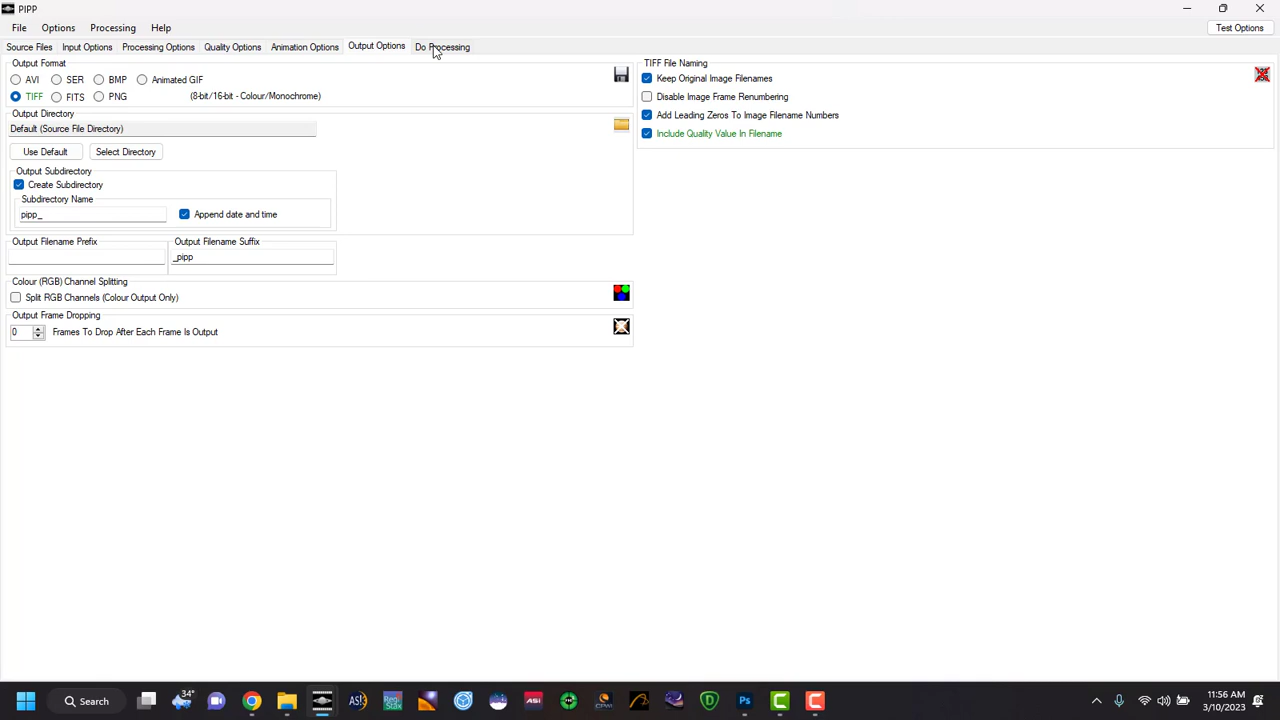 PIPP
File Options Processing Help
Test Options
Source Files Input Options Processing Options Quality Options Animation Options Output Options Do Processing
Output Format
AVI SER BMP Animated GIF
TIFF FITS PNG (8-bit/16-bit - Colour/Monochrome)
Output Directory
Default (Source File Directory)
Use Default Select Directory
Output Subdirectory
Create Subdirectory
Subdirectory Name
pipp_ Append date and time
Output Filename Prefix Output Filename Suffix
_pipp
Colour (RGB) Channel Splitting
Split RGB Channels (Colour Output Only)
Output Frame Dropping
0 Frames To Drop After Each Frame Is Output
TIFF File Naming
Keep Original Image Filenames
Disable Image Frame Renumbering
Add Leading Zeros To Image Filename Numbers
Include Quality Value In Filename
Search
34°
ASI
11:56 AM
3/10/2023